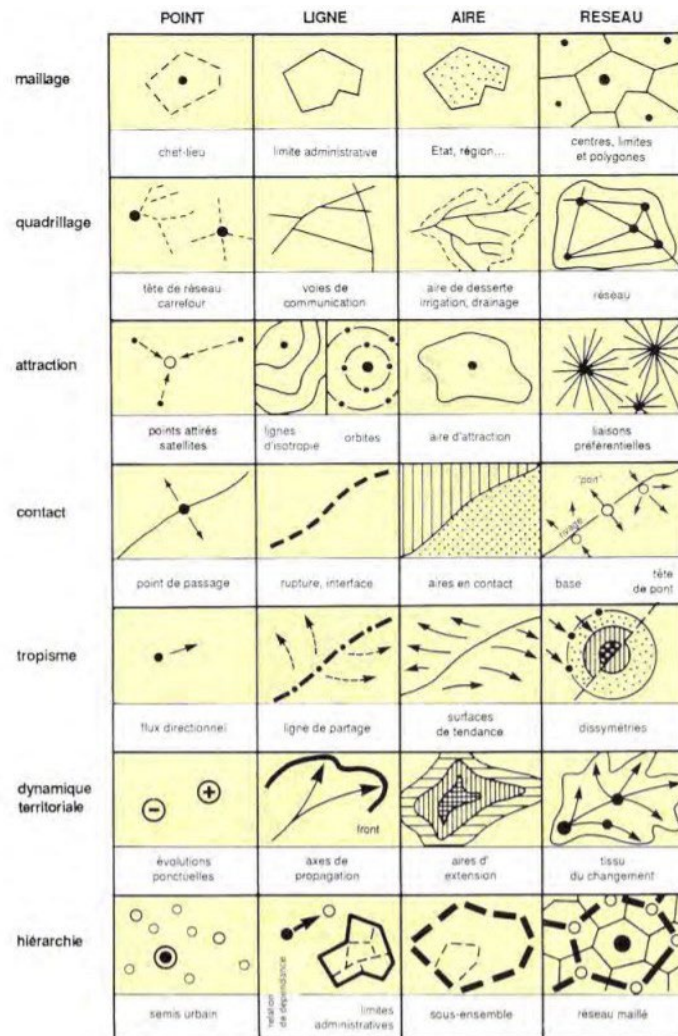 POINT LIGNE AIRE RESEAU
maillage
chef-lieu
limite administrative
Etat, région...
centres, limites
et polygones
quadrillage
tête de réseau
carrefour
voies de
communication
aire de desserte
irrigation, drainage
réseau
attraction
points attirés
satellites
lignes
d'isotropie
orbites
aire d'attraction
liaisons
préférentielles
contact
"port"
rivage
point de passage
rupture, interface
aires en contact
base
tête
de pont
tropisme
flux directionnel
ligne de partage
surfaces
de tendance
dissymétries
dynamique
territoriale
front
évolutions
ponctuelles
axes de
propagation
aires d'
extension
tissu
du changement
hiérarchie
semis urbain
relation
de dépendance
limites
administratives
sous-ensemble
réseau maillé